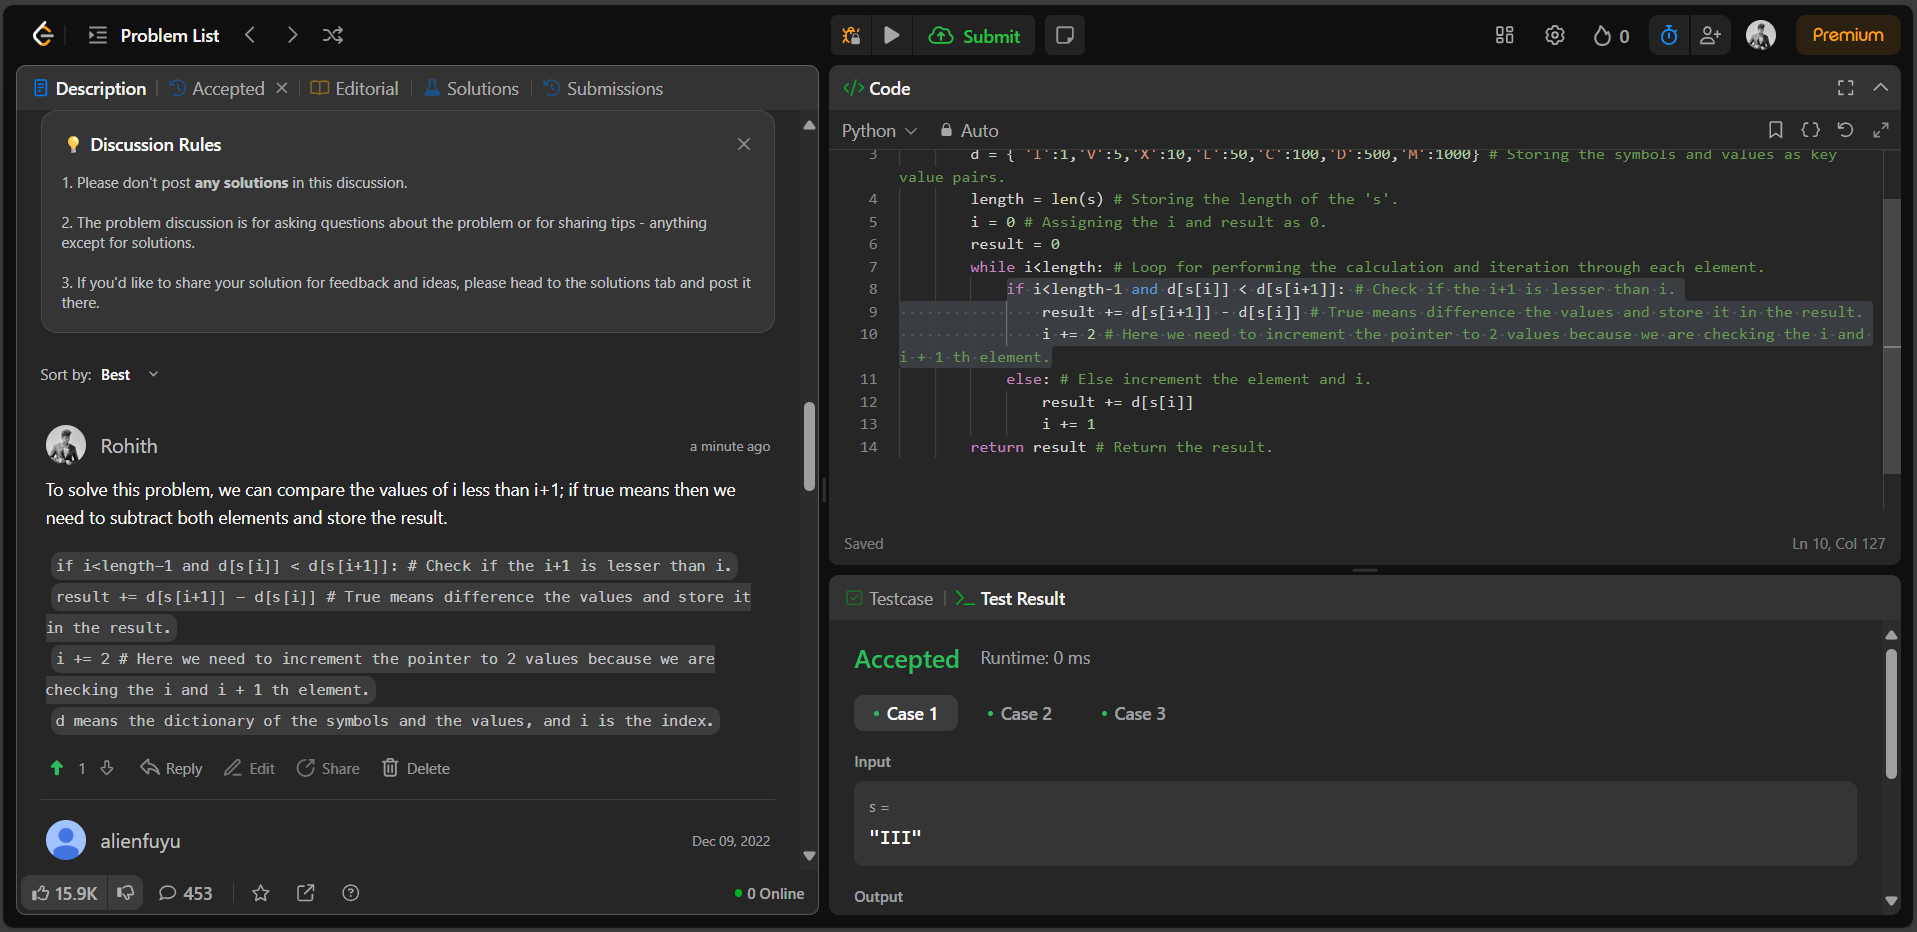 Problem List
Submit
0
Premium
Description
Accepted
Editorial
Solutions
Submissions
Discussion Rules
1. Please don't post any solutions in this discussion.
2. The problem discussion is for asking questions about the problem or for sharing tips - anything
except for solutions.
3. If you'd like to share your solution for feedback and ideas, please head to the solutions tab and post it
there.
Sort by: Best
Rohith
a minute ago
To solve this problem, we can compare the values of i less than i+1; if true means then we
need to subtract both elements and store the result.
if i<length-1 and d[s[i]] < d[s[i+1]]: # Check if the i+1 is lesser than i.
result += d[s[i+1]] - d[s[i]] # True means difference the values and store it
in the result.
i += 2 # Here we need to increment the pointer to 2 values because we are
checking the i and i + 1 th element.
d means the dictionary of the symbols and the values, and i is the index.
1
Reply
Edit
Share
Delete
alienfuyu
Dec 09, 2022
15.9K
453
0 Online
</> Code
Python
Auto
3 d = { 'I':1,'V':5,'X':10,'L':50,'C':100,'D':500,'M':1000} # Storing the symbols and values as key
value pairs.
4 length = len(s) # Storing the length of the 's'.
5 i = 0 # Assigning the i and result as 0.
6 result = 0
7 while i<length: # Loop for performing the calculation and iteration through each element.
8 if i<length-1 and d[s[i]] < d[s[i+1]]: # Check if the i+1 is lesser than i.
9 result += d[s[i+1]] - d[s[i]] # True means difference the values and store it in the result.
10 i += 2 # Here we need to increment the pointer to 2 values because we are checking the i and
i + 1 th element.
11 else: # Else increment the element and i.
12 result += d[s[i]]
13 i += 1
14 return result # Return the result.
Saved
Ln 10, Col 127
Testcase
Test Result
Accepted
Runtime: 0 ms
Case 1
Case 2
Case 3
Input
s =
"III"
Output